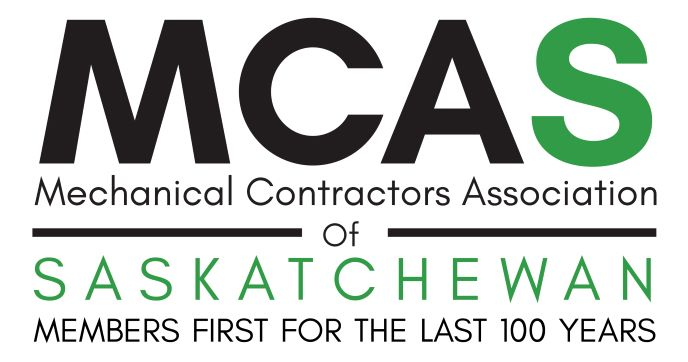 MCAS
Mechanical Contractors Association
Of
SASKATCHEWAN
MEMBERS FIRST FOR THE LAST 100 YEARS